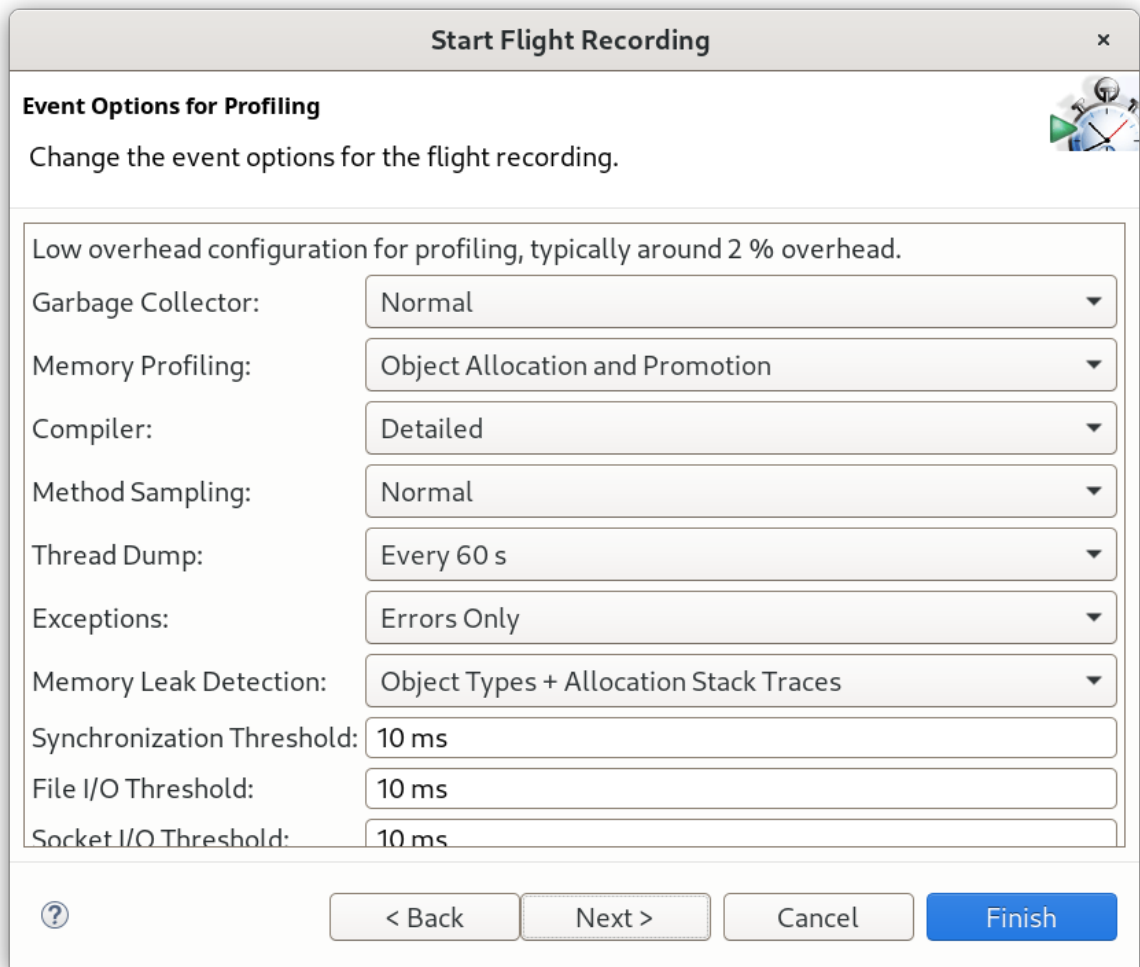 Start Flight Recording ×
Event Options for Profiling
Change the event options for the flight recording.
Low overhead configuration for profiling, typically around 2 % overhead.
Garbage Collector: Normal
Memory Profiling: Object Allocation and Promotion
Compiler: Detailed
Method Sampling: Normal
Thread Dump: Every 60 s
Exceptions: Errors Only
Memory Leak Detection: Object Types + Allocation Stack Traces
Synchronization Threshold: 10 ms
File I/O Threshold: 10 ms
Socket I/O Threshold: 10 ms
? < Back Next > Cancel Finish